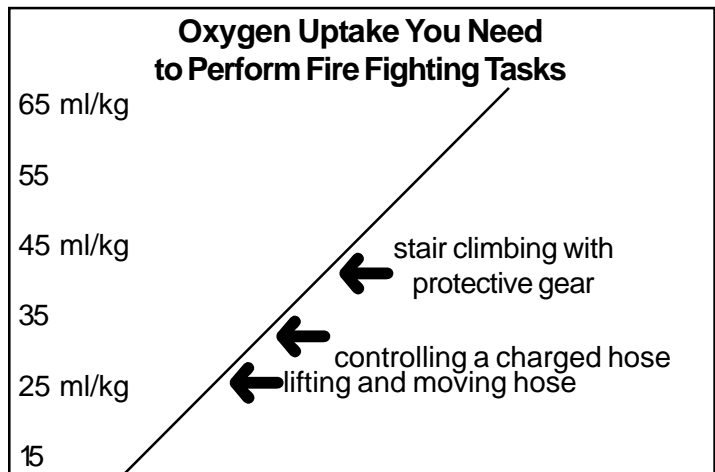 Oxygen Uptake You Need
to Perform Fire Fighting Tasks
65 ml/kg
55
45 ml/kg
stair climbing with
protective gear
35
controlling a charged hose
25 ml/kg
lifting and moving hose
15